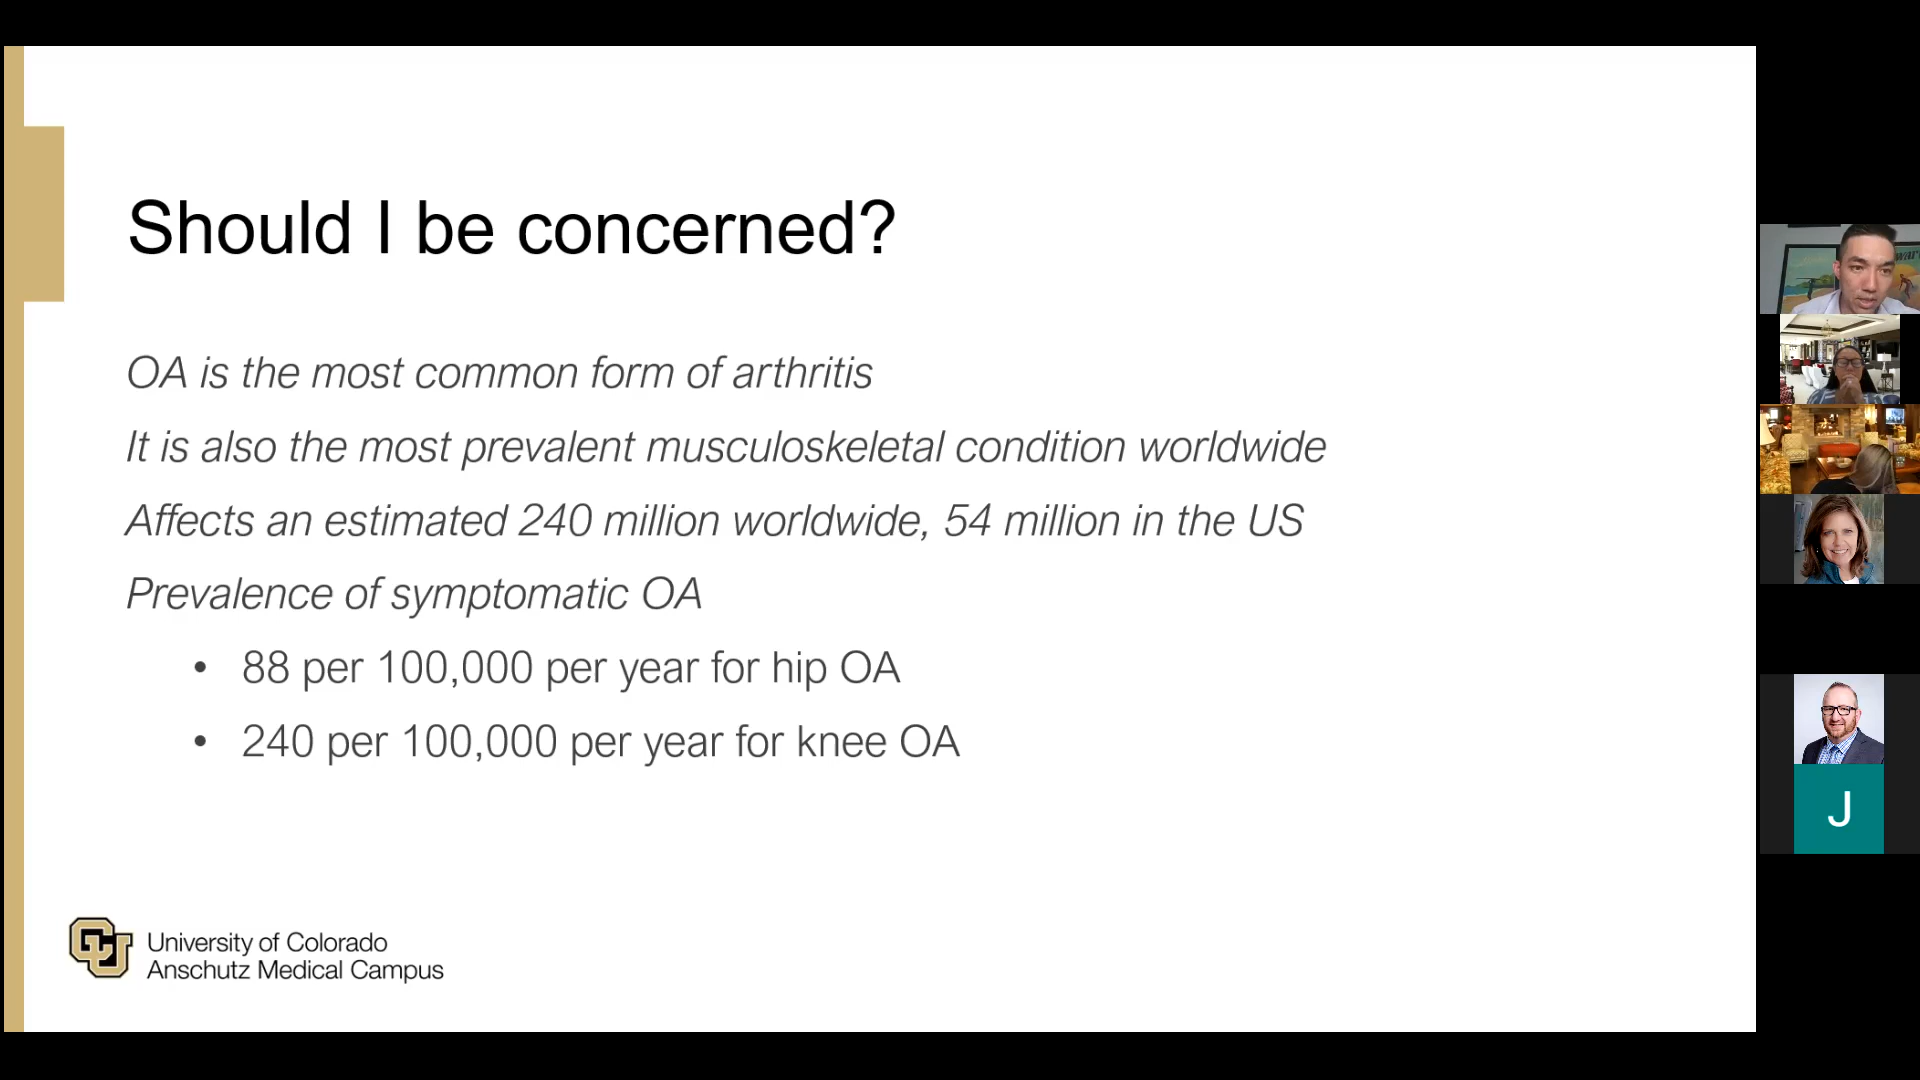 Should I be concerned?
OA is the most common form of arthritis
It is also the most prevalent musculoskeletal condition worldwide
Affects an estimated 240 million worldwide, 54 million in the US
Prevalence of symptomatic OA
• 88 per 100,000 per year for hip OA
• 240 per 100,000 per year for knee OA
CU
University of Colorado
Anschutz Medical Campus
J